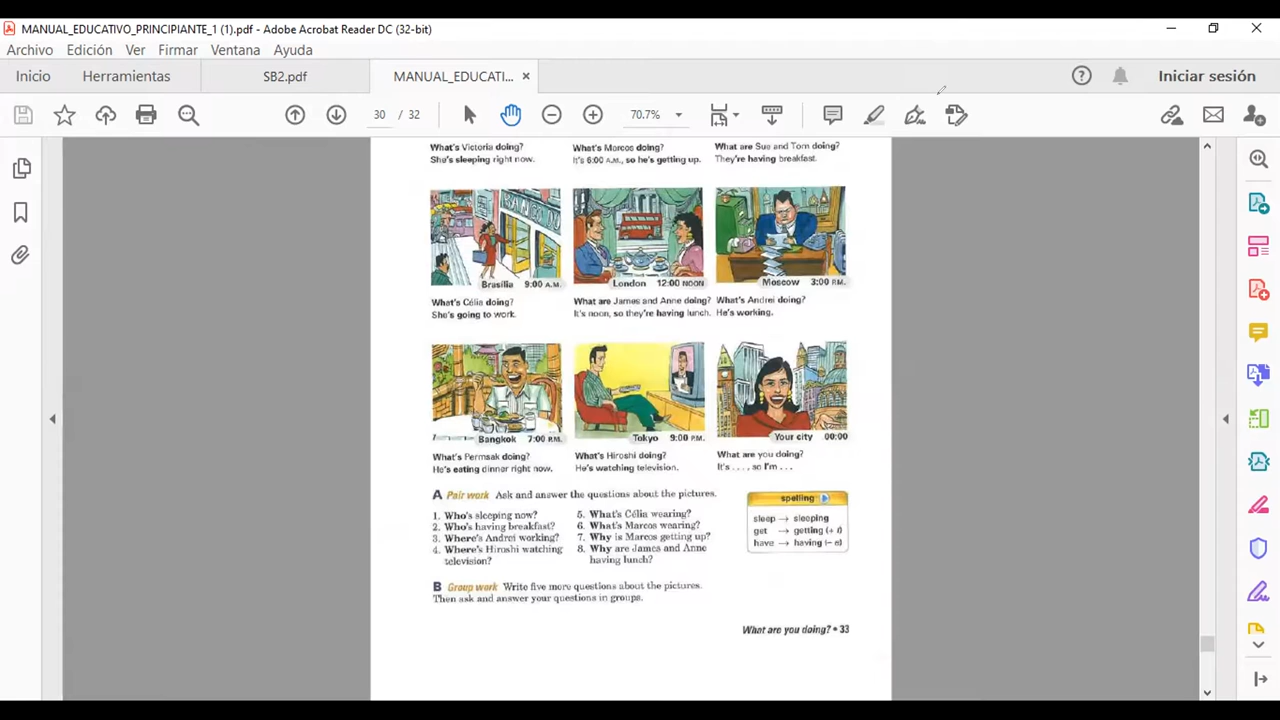 MANUAL_EDUCATIVO_PRINCIPIANTE_1 (1).pdf - Adobe Acrobat Reader DC (32-bit)
Archivo Edición Ver Firmar Ventana Ayuda
Inicio Herramientas SB2.pdf MANUAL_EDUCATI... Iniciar sesión
30 / 32 70.7%
What's Victoria doing? What's Marcos doing? What are Sue and Tom doing?
She's sleeping right now. It's 6:00 A.M., so he's getting up. They're having breakfast.
Brasília 9:00 A.M. London 12:00 NOON Moscow 3:00 P.M.
What's Célia doing? What are James and Anne doing? What's Andrei doing?
She's going to work. It's noon, so they're having lunch. He's working.
Bangkok 7:00 P.M. Tokyo 9:00 P.M. Your city 00:00
What's Permsak doing? What's Hiroshi doing? What are you doing?
He's eating dinner right now. He's watching television. It's . . . , so I'm . . .
A Pair work Ask and answer the questions about the pictures.
1. Who's sleeping now?
2. Who's having breakfast?
3. Where's Andrei working?
4. Where's Hiroshi watching
television?
5. What's Célia wearing?
6. What's Marcos wearing?
7. Why is Marcos getting up?
8. Why are James and Anne
having lunch?
spelling
sleep → sleeping
get → getting (+ t)
have → having (– e)
B Group work Write five more questions about the pictures.
Then ask and answer your questions in groups.
What are you doing? • 33